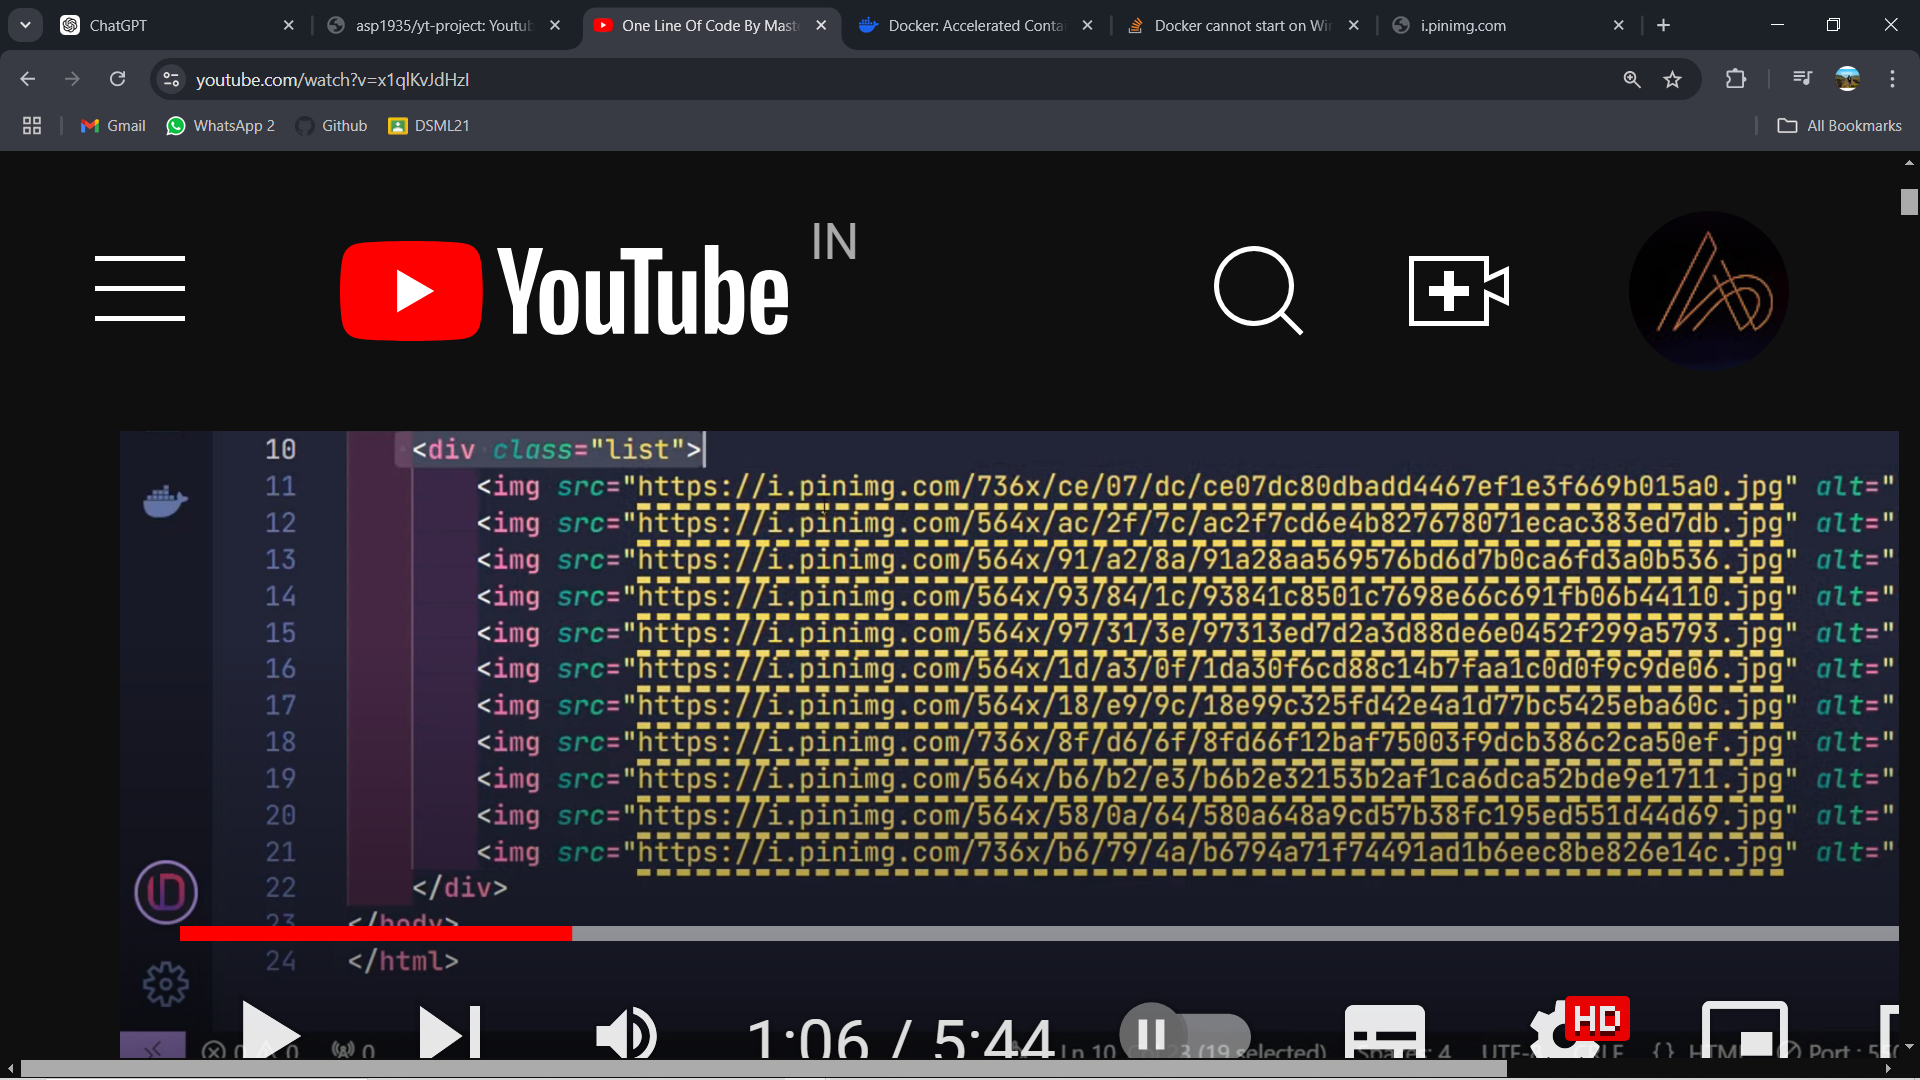 ChatGPT
asp1935/yt-project: Youtub
One Line Of Code By Maste
Docker: Accelerated Contai
Docker cannot start on Win
i.pinimg.com
youtube.com/watch?v=x1qlKvJdHzI
Gmail
WhatsApp 2
Github
DSML21
All Bookmarks
YouTube IN
10 <div class="list">
11 <img src="https://i.pinimg.com/736x/ce/07/dc/ce07dc80dbadd4467ef1e3f669b015a0.jpg" alt="
12 <img src="https://i.pinimg.com/564x/ac/2f/7c/ac2f7cd6e4b827678071ecac383ed7db.jpg" alt="
13 <img src="https://i.pinimg.com/564x/91/a2/8a/91a28aa569576bd6d7b0ca6fd3a0b536.jpg" alt="
14 <img src="https://i.pinimg.com/564x/93/84/1c/93841c8501c7698e66c691fb06b44110.jpg" alt="
15 <img src="https://i.pinimg.com/564x/97/31/3e/97313ed7d2a3d88de6e0452f299a5793.jpg" alt="
16 <img src="https://i.pinimg.com/564x/1d/a3/0f/1da30f6cd88c14b7faa1c0d0f9c9de06.jpg" alt="
17 <img src="https://i.pinimg.com/564x/18/e9/9c/18e99c325fd42e4a1d77bc5425eba60c.jpg" alt="
18 <img src="https://i.pinimg.com/736x/8f/d6/6f/8fd66f12baf75003f9dcb386c2ca50ef.jpg" alt="
19 <img src="https://i.pinimg.com/564x/b6/b2/e3/b6b2e32153b2af1ca6dca52bde9e1711.jpg" alt="
20 <img src="https://i.pinimg.com/564x/58/0a/64/580a648a9cd57b38fc195ed551d44d69.jpg" alt="
21 <img src="https://i.pinimg.com/736x/b6/79/4a/b6794a71f74491ad1b6eec8be826e14c.jpg" alt="
22 </div>
23 </body>
24 </html>
1:06 / 5:44
HD
0 0 0 Ln 10, (19 selected) Spaces: 4 UTF-8 CRLF {} HTML Port :